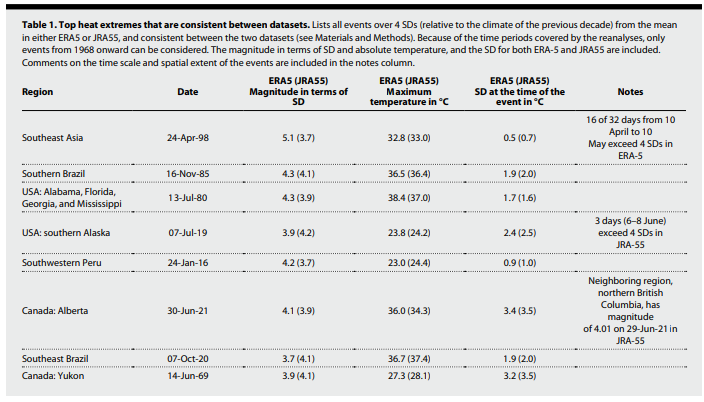 Table 1. Top heat extremes that are consistent between datasets. Lists all events over 4 SDs (relative to the climate of the previous decade) from the mean
in either ERA5 or JRA55, and consistent between the two datasets (see Materials and Methods). Because of the time periods covered by the reanalyses, only
events from 1968 onward can be considered. The magnitude in terms of SD and absolute temperature, and the SD for both ERA-5 and JRA55 are included.
Comments on the time scale and spatial extent of the events are included in the notes column.
Region Date ERA5 (JRA55) Magnitude in terms of SD ERA5 (JRA55) Maximum temperature in °C ERA5 (JRA55) SD at the time of the event in °C Notes
Southeast Asia 24-Apr-98 5.1 (3.7) 32.8 (33.0) 0.5 (0.7) 16 of 32 days from 10 April to 10 May exceed 4 SDs in ERA-5
Southern Brazil 16-Nov-85 4.3 (4.1) 36.5 (36.4) 1.9 (2.0)
USA: Alabama, Florida, Georgia, and Mississippi 13-Jul-80 4.3 (3.9) 38.4 (37.0) 1.7 (1.6)
USA: southern Alaska 07-Jul-19 3.9 (4.2) 23.8 (24.2) 2.4 (2.5) 3 days (6–8 June) exceed 4 SDs in JRA-55
Southwestern Peru 24-Jan-16 4.2 (3.7) 23.0 (24.4) 0.9 (1.0)
Canada: Alberta 30-Jun-21 4.1 (3.9) 36.0 (34.3) 3.4 (3.5) Neighboring region, northern British Columbia, has magnitude of 4.01 on 29-Jun-21 in JRA-55
Southeast Brazil 07-Oct-20 3.7 (4.1) 36.7 (37.4) 1.9 (2.0)
Canada: Yukon 14-Jun-69 3.9 (4.1) 27.3 (28.1) 3.2 (3.5)